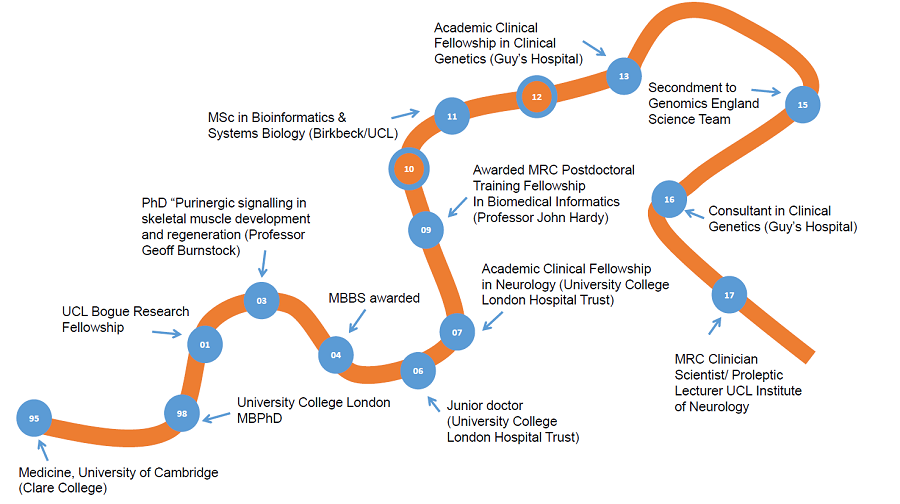 Academic Clinical
Fellowship in Clinical
Genetics (Guy's Hospital)
13
Secondment to
Genomics England
Science Team
15
12
MSc in Bioinformatics &
Systems Biology (Birkbeck/UCL)
11
10
Awarded MRC Postdoctoral
Training Fellowship
In Biomedical Informatics
(Professor John Hardy)
09
16
Consultant in Clinical
Genetics (Guy's Hospital)
PhD “Purinergic signalling in
skeletal muscle development
and regeneration (Professor
Geoff Burnstock)
03
Academic Clinical Fellowship
in Neurology (University College
London Hospital Trust)
07
17
MRC Clinician
Scientist/ Proleptic
Lecturer UCL Institute
of Neurology
UCL Bogue Research
Fellowship
01
MBBS awarded
04
06
Junior doctor
(University College
London Hospital Trust)
University College London
MBPhD
98
95
Medicine, University of Cambridge
(Clare College)